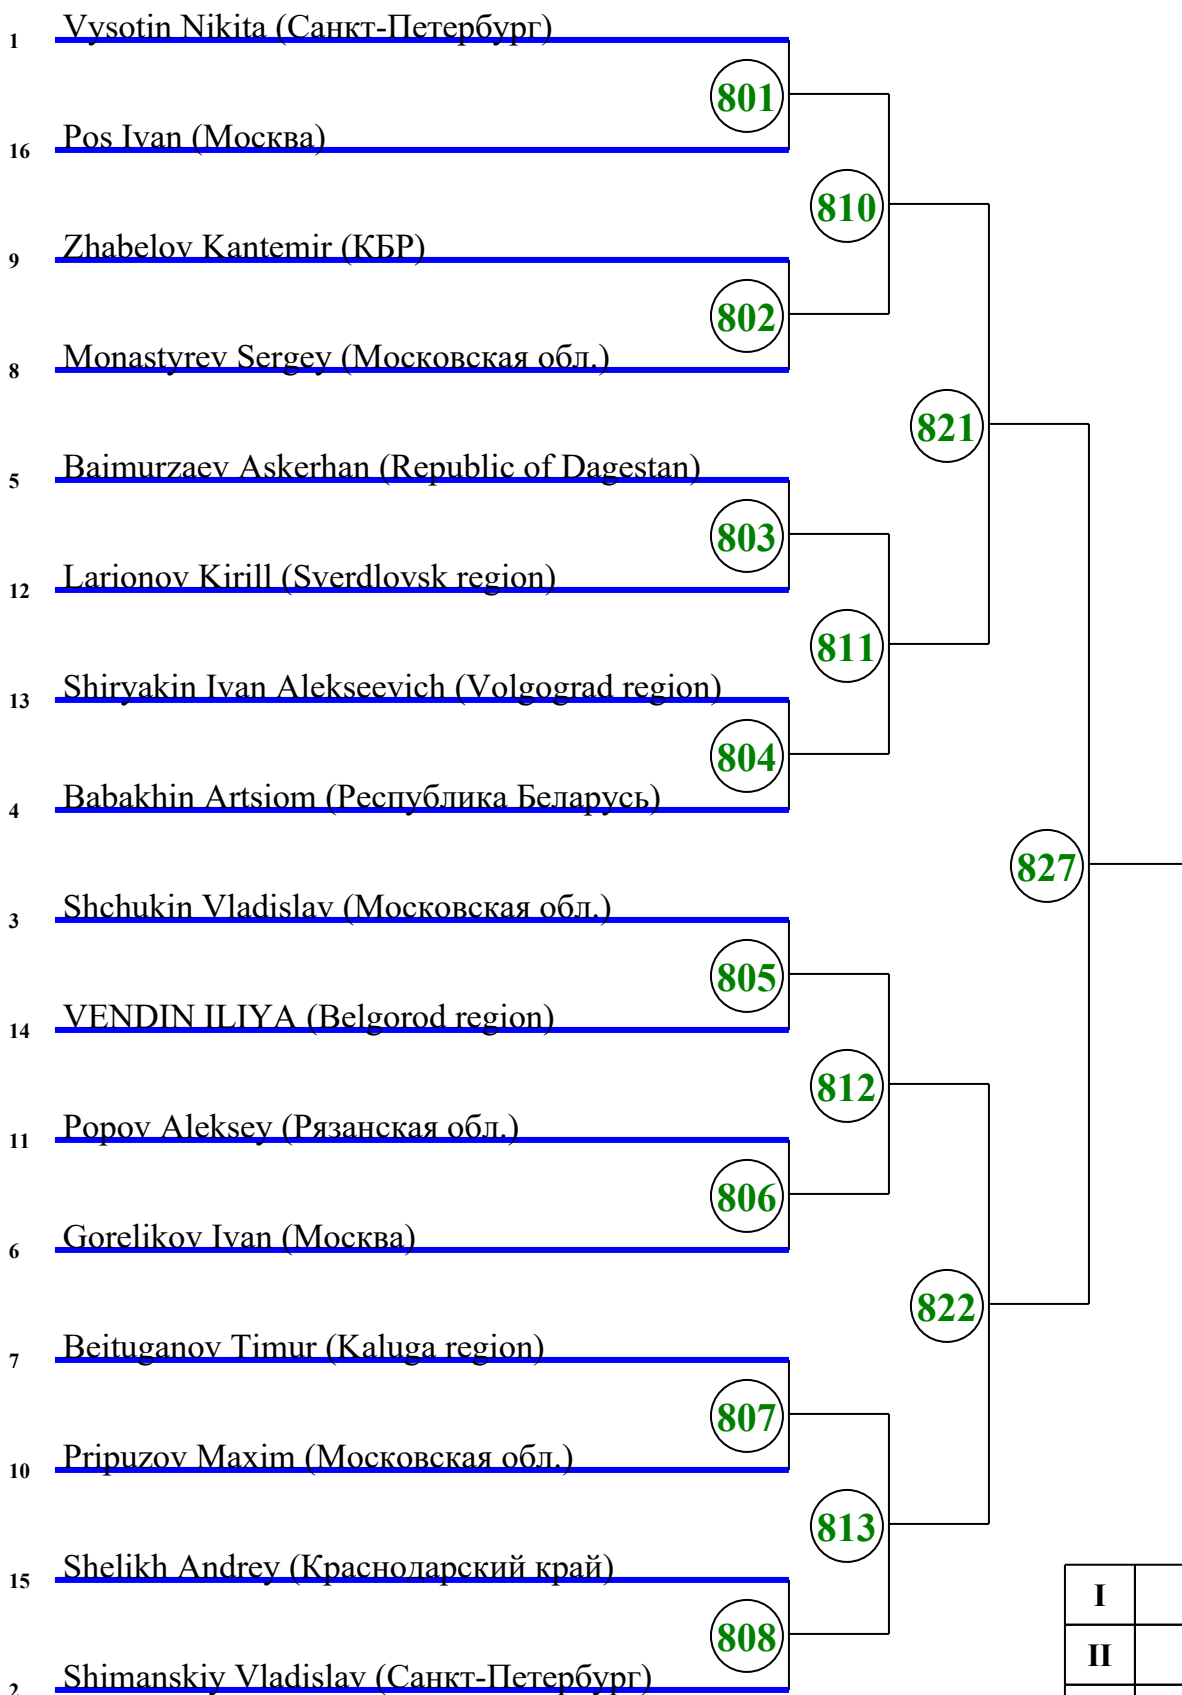 1 Vysotin Nikita (Санкт-Петербург)
801
16 Pos Ivan (Москва)
810
9 Zhabelov Kantemir (КБР)
802
8 Monastyrev Sergey (Московская обл.)
821
5 Baimurzaev Askerhan (Republic of Dagestan)
803
12 Larionov Kirill (Sverdlovsk region)
811
13 Shiryakin Ivan Alekseevich (Volgograd region)
804
4 Babakhin Artsiom (Республика Беларусь)
827
3 Shchukin Vladislav (Московская обл.)
805
14 VENDIN ILIYA (Belgorod region)
812
11 Popov Aleksey (Рязанская обл.)
806
6 Gorelikov Ivan (Москва)
822
7 Beituganov Timur (Kaluga region)
807
10 Pripuzov Maxim (Московская обл.)
813
15 Shelikh Andrey (Краснодарский край)
I
808
II
2 Shimanskiy Vladislav (Санкт-Петербург)